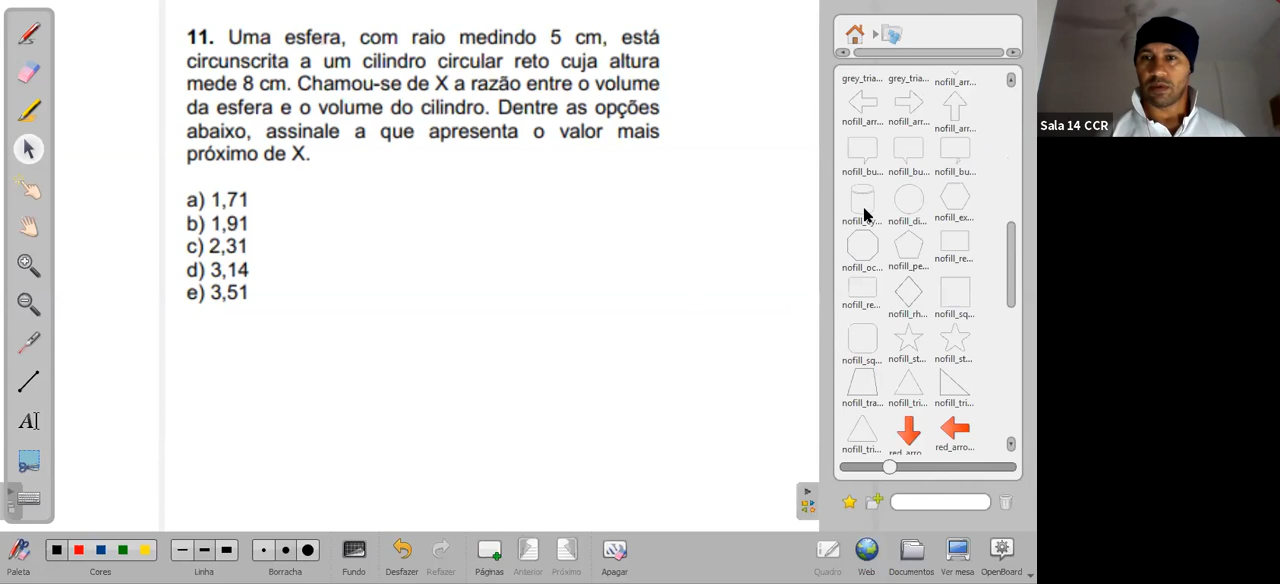 11. Uma esfera, com raio medindo 5 cm, está
circunscrita a um cilindro circular reto cuja altura
mede 8 cm. Chamou-se de X a razão entre o volume
da esfera e o volume do cilindro. Dentre as opções
abaixo, assinale a que apresenta o valor mais
próximo de X.
a) 1,71
b) 1,91
c) 2,31
d) 3,14
e) 3,51
grey_tria... grey_tria... nofill_arr...
nofill_arr... nofill_arr... nofill_arr...
nofill_bu... nofill_bu... nofill_bu...
nofill_di... nofill_ex...
nofill_oc... nofill_pe... nofill_re...
nofill_re... nofill_rh... nofill_sq...
nofill_sq... nofill_st... nofill_st...
nofill_tra... nofill_tri... nofill_tri...
nofill_tri... red_arro... red_arro...
Sala 14 CCR
Paleta Cores Linha Borracha Fundo Desfazer Refazer Páginas Anterior Próximo Apagar Quadro Web Documentos Ver mesa OpenBoard